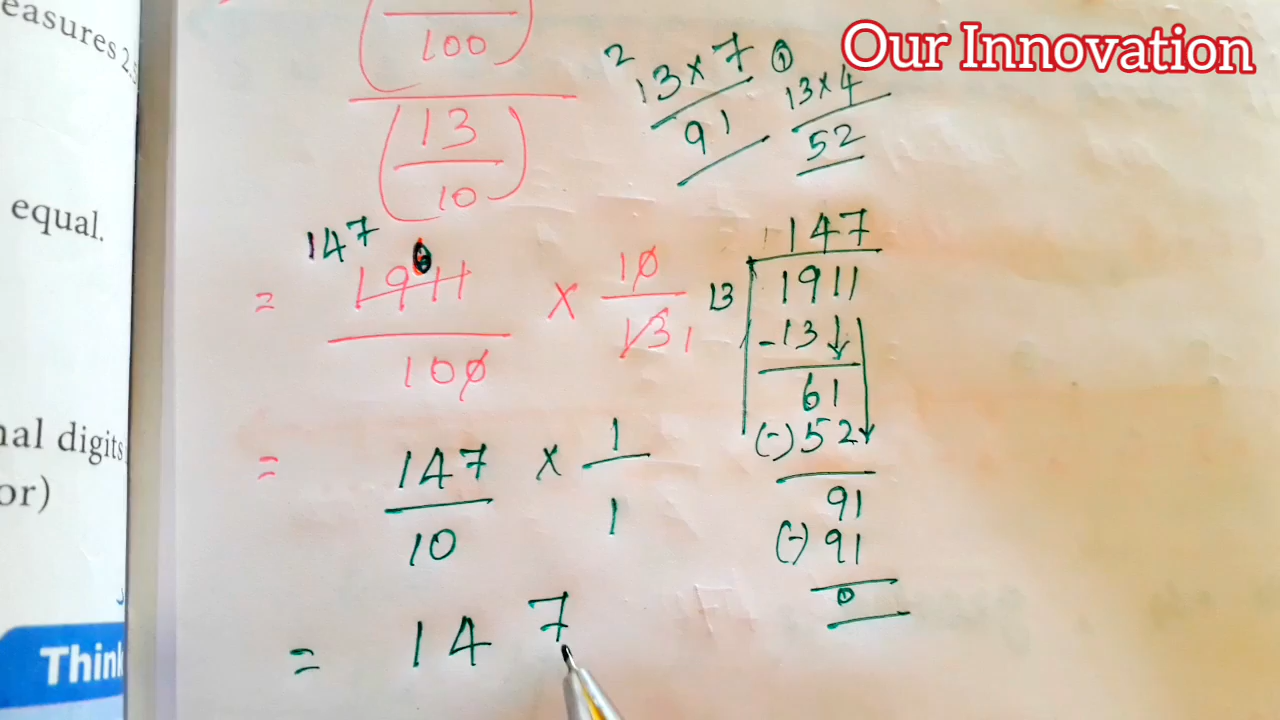 easures 2.
equal.
nal digits
or)
Think
Our Innovation
100
13
10
2 13 × 7 ① 13 × 4
91 52
147
= 1911 × 10
100 13 1
147
13 1911
- 13
61
(-) 52
91
(-) 91
0
= 147 × 1
10 1
= 14 7